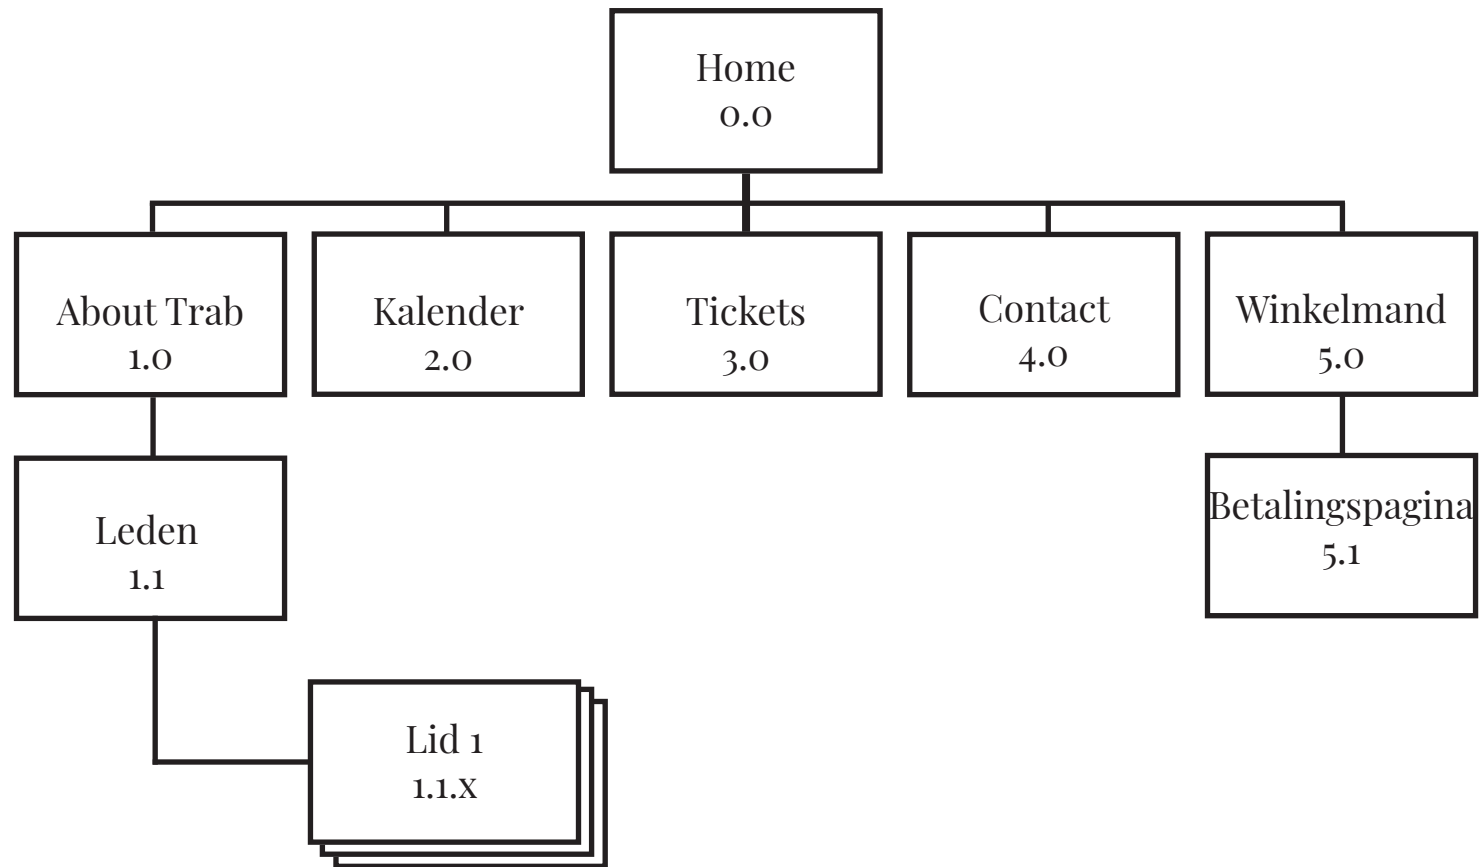 Home
0.0
About Trab
1.0
Kalender
2.0
Tickets
3.0
Contact
4.0
Winkelmand
5.0
Leden
1.1
Betalingspagina
5.1
Lid 1
1.1.x